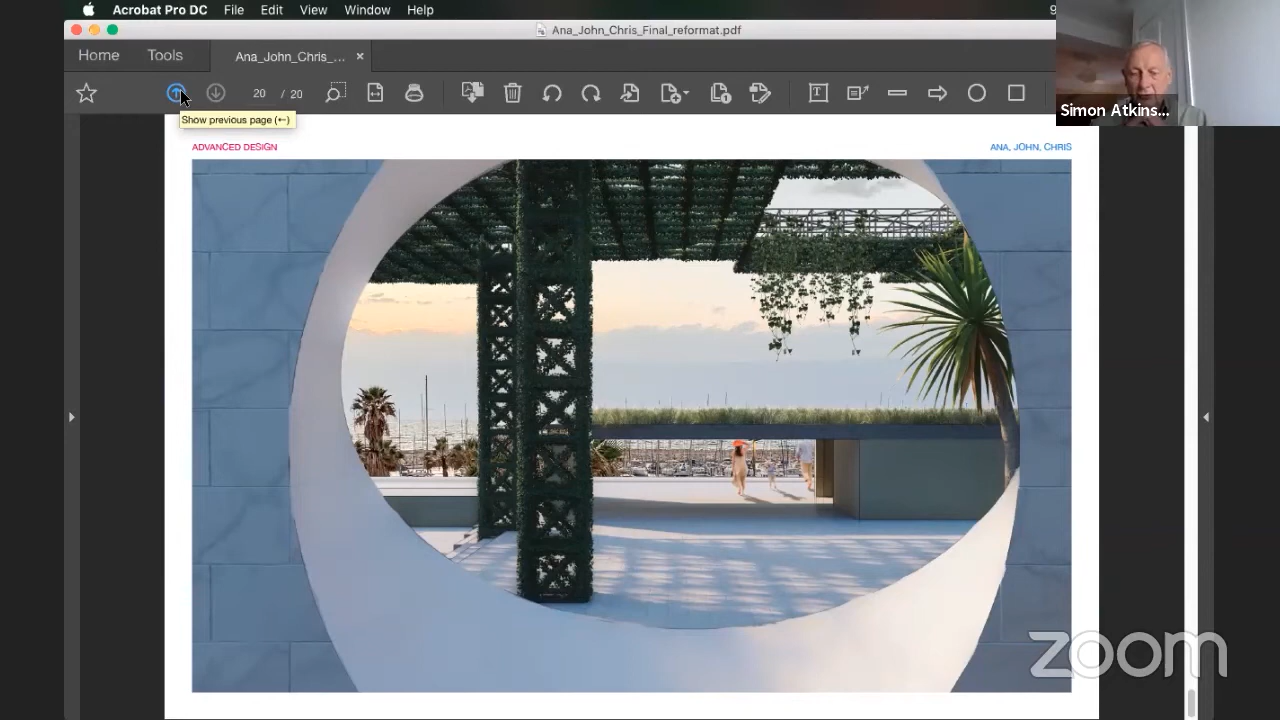 Acrobat Pro DC File Edit View Window Help 9
Ana_John_Chris_Final_reformat.pdf
Home Tools Ana_John_Chris_... ×
20 / 20
Show previous page (←)
Simon Atkins...
ADVANCED DESIGN
ANA, JOHN, CHRIS
zoom